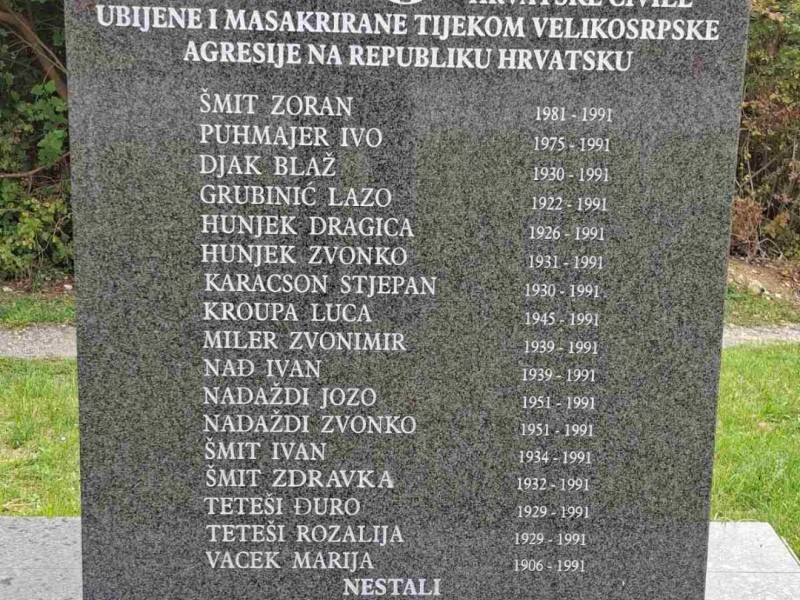 HRVATSKE CIVILE
UBIJENE I MASAKRIRANE TIJEKOM VELIKOSRPSKE
AGRESIJE NA REPUBLIKU HRVATSKU
ŠMIT ZORAN 1981 - 1991
PUHMAJER IVO 1975 - 1991
DJAK BLAŽ 1930 - 1991
GRUBINIĆ LAZO 1922 - 1991
HUNJEK DRAGICA 1926 - 1991
HUNJEK ZVONKO 1931 - 1991
KARACSON STJEPAN 1930 - 1991
KROUPA LUCA 1945 - 1991
MILER ZVONIMIR 1939 - 1991
NAĐ IVAN 1939 - 1991
NADAŽDI JOZO 1951 - 1991
NADAŽDI ZVONKO 1951 - 1991
ŠMIT IVAN 1934 - 1991
ŠMIT ZDRAVKA 1932 - 1991
TETEŠI ĐURO 1929 - 1991
TETEŠI ROZALIJA 1929 - 1991
VACEK MARIJA 1906 - 1991
NESTALI